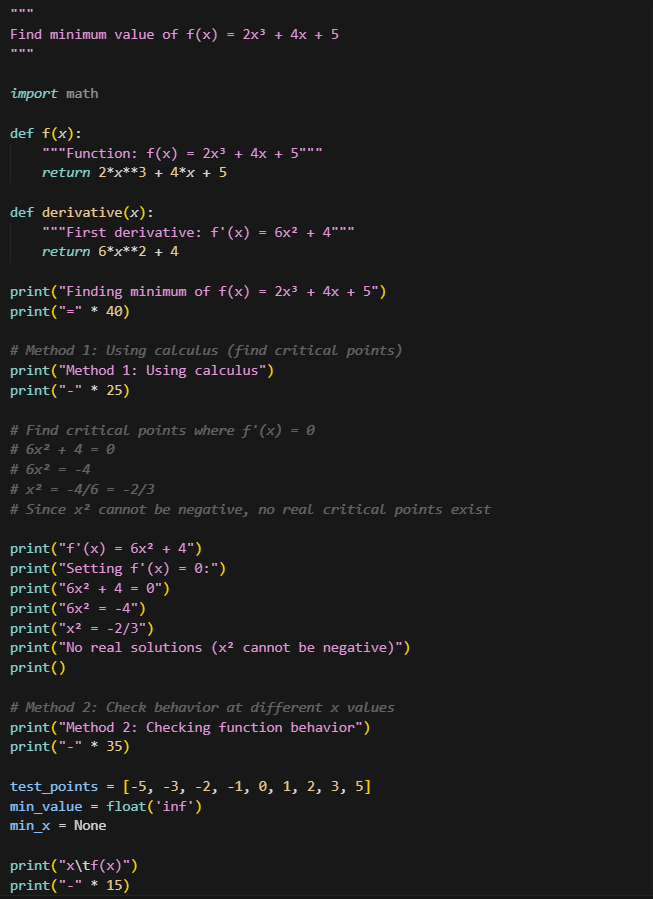 """
Find minimum value of f(x) = 2x³ + 4x + 5
"""
import math
def f(x):
"""Function: f(x) = 2x³ + 4x + 5"""
return 2*x**3 + 4*x + 5
def derivative(x):
"""First derivative: f'(x) = 6x² + 4"""
return 6*x**2 + 4
print("Finding minimum of f(x) = 2x³ + 4x + 5")
print("=" * 40)
# Method 1: Using calculus (find critical points)
print("Method 1: Using calculus")
print("-" * 25)
# Find critical points where f'(x) = 0
# 6x² + 4 = 0
# 6x² = -4
# x² = -4/6 = -2/3
# Since x² cannot be negative, no real critical points exist
print("f'(x) = 6x² + 4")
print("Setting f'(x) = 0:")
print("6x² + 4 = 0")
print("6x² = -4")
print("x² = -2/3")
print("No real solutions (x² cannot be negative)")
print()
# Method 2: Check behavior at different x values
print("Method 2: Checking function behavior")
print("-" * 35)
test_points = [-5, -3, -2, -1, 0, 1, 2, 3, 5]
min_value = float('inf')
min_x = None
print("x\tf(x)")
print("-" * 15)